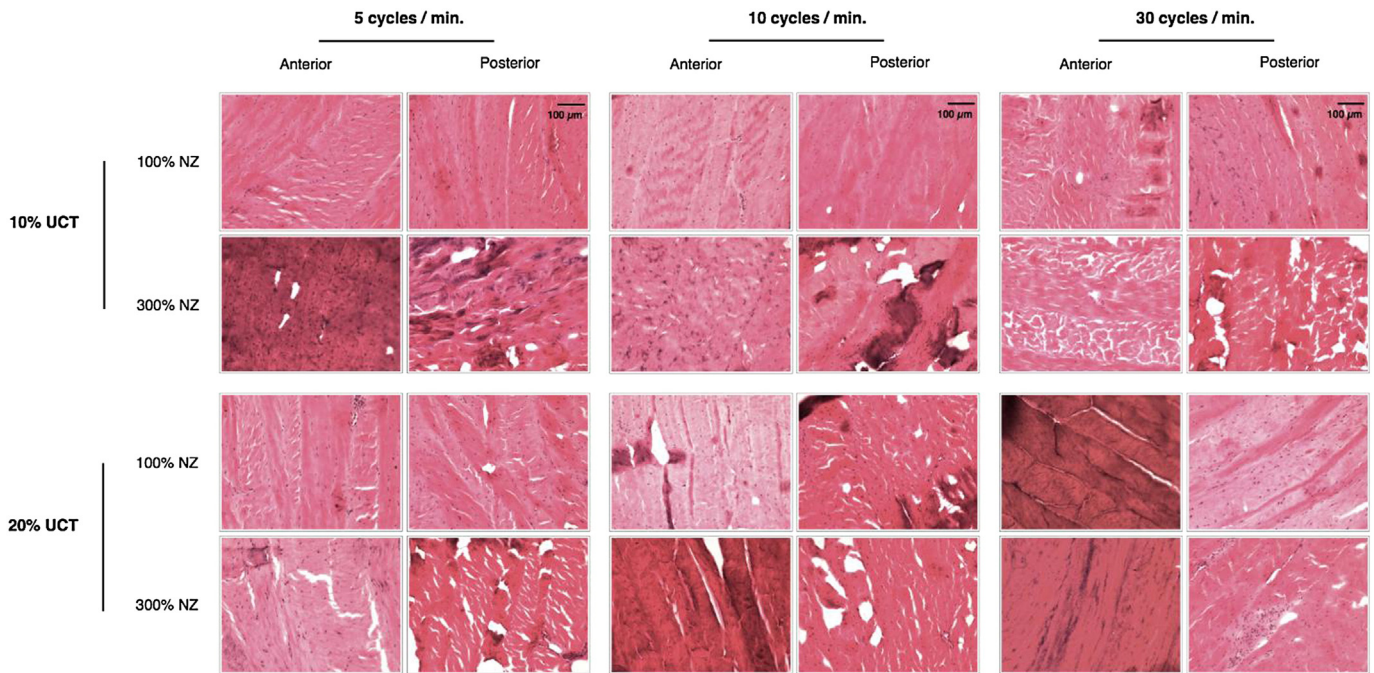 5 cycles / min. 10 cycles / min. 30 cycles / min.
Anterior Posterior Anterior Posterior Anterior Posterior
100 µm 100 µm 100 µm
100% NZ
10% UCT
300% NZ
100% NZ
20% UCT
300% NZ